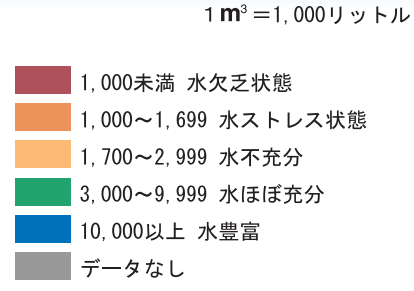 1m³=1,000リットル
1,000未満 水欠乏状態
1,000〜1,699 水ストレス状態
1,700〜2,999 水不充分
3,000〜9,999 水ほぼ充分
10,000以上 水豊富
データなし